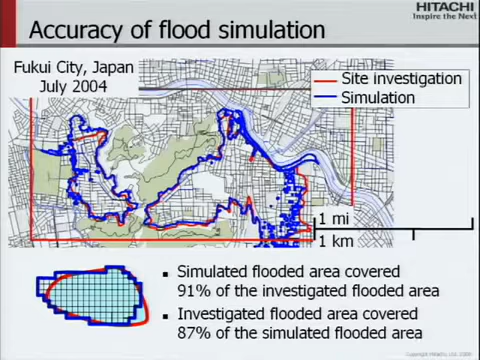 HITACHI
Inspire the Next
Accuracy of flood simulation
Fukui City, Japan
July 2004
Site investigation
Simulation
1 mi
1 km
▪ Simulated flooded area covered
91% of the investigated flooded area
▪ Investigated flooded area covered
87% of the simulated flooded area